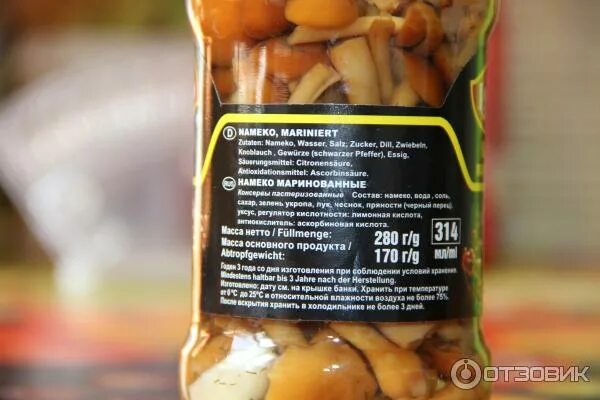 D NAMEKO, MARINIERT
Zutaten: Nameko, Wasser, Salz, Zucker, Dill, Zwiebeln,
Knoblauch , Gewürze (schwarzer Pfeffer), Essig,
Säuerungsmittel: Citronensäure,
Antioxidationsmittel: Ascorbinsäure.
RUS НАМЕКО МАРИНОВАННЫЕ
Консервы пастеризованные Состав: намеко, вода , соль,
сахар, зелень укропа, лук, чеснок, пряности (черный перец),
уксус, регулятор кислотности: лимонная кислота,
антиокислитель: аскорбиновая кислота.
Масса нетто / Füllmenge: 280 г/g
Масса основного продукта / Abtropfgewicht: 170 г/g
314 мл/ml
Годен 3 года со дня изготовления при соблюдении условий хранения.
Mindestens haltbar bis 3 Jahre nach der Herstellung.
Изготовлено: дату см. на крышке банки. Хранить при температуре
от 0°C до 25°C и относительной влажности воздуха не более 75%.
После вскрытия хранить в холодильнике не более 3 дней.
ОТЗОВИК